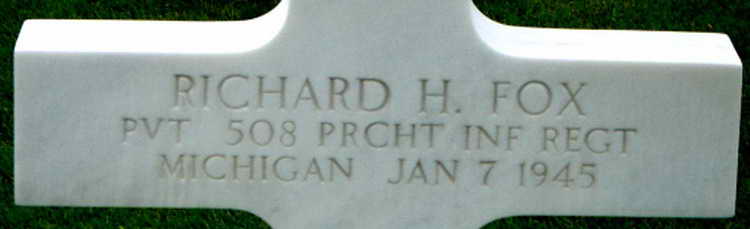 RICHARD H. FOX
PVT 508 PRCHT INF REGT
MICHIGAN JAN 7 1945